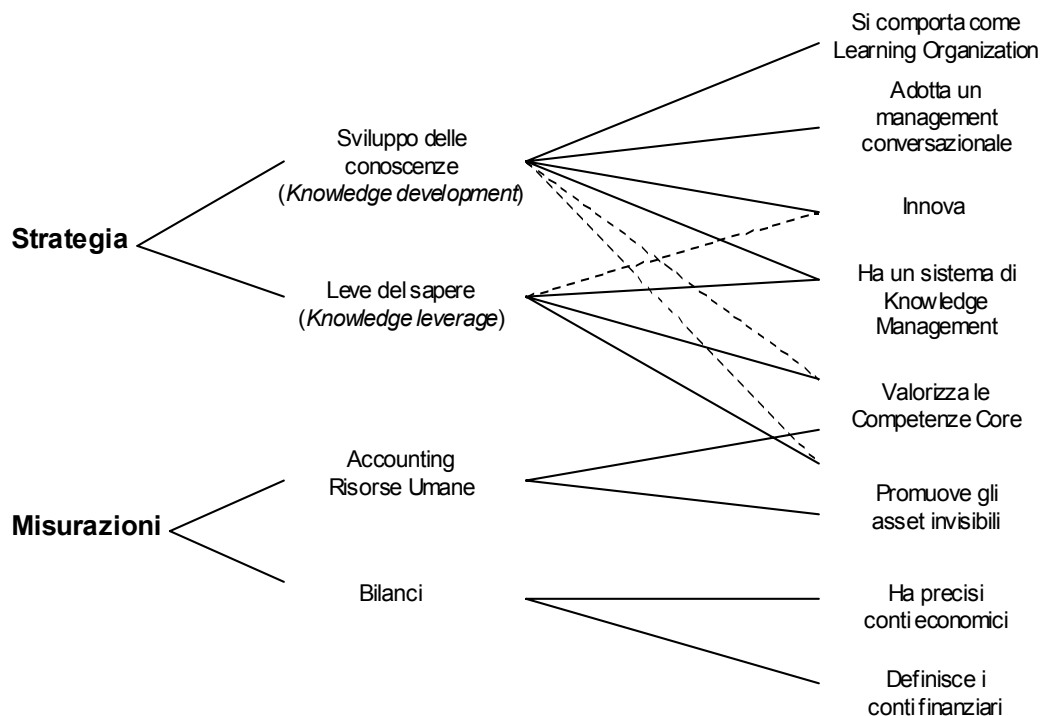 Si comporta come
Learning Organization
Adotta un
management
conversazionale
Sviluppo delle
conoscenze
(Knowledge development)
Innova
Strategia
Leve del sapere
(Knowledge leverage)
Ha un sistema di
Knowledge
Management
Valorizza le
Competenze Core
Accounting
Risorse Umane
Promuove gli
asset invisibili
Misurazioni
Bilanci
Ha precisi
conti economici
Definisce i
conti finanziari